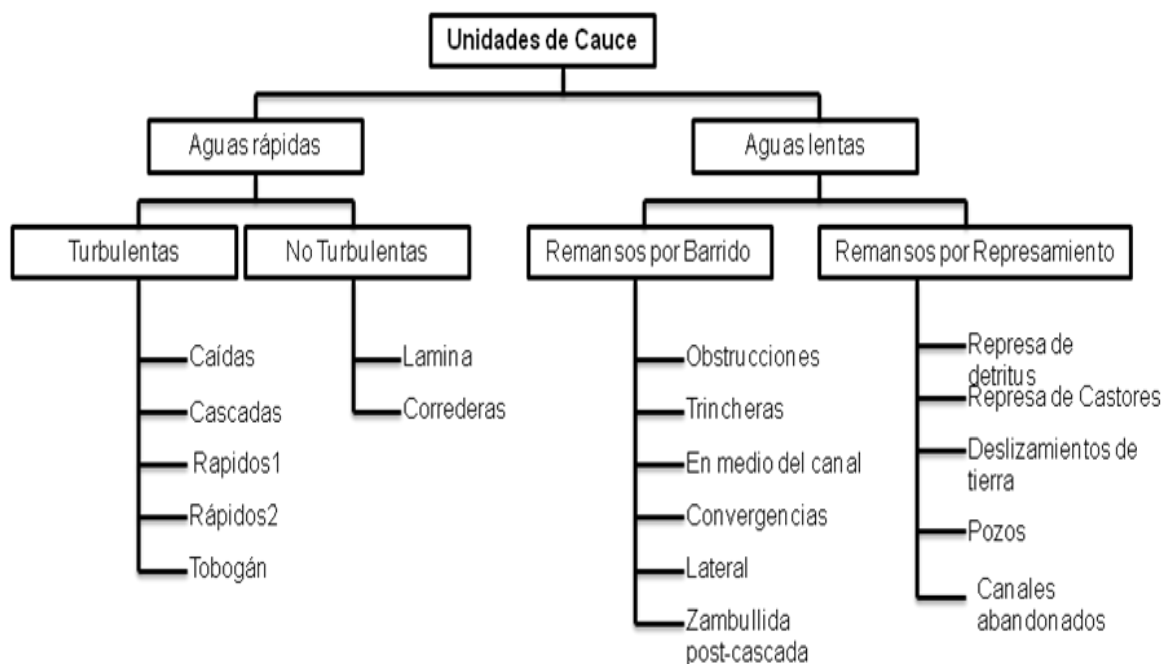 Unidades de Cauce
Aguas rápidas
Aguas lentas
Turbulentas
No Turbulentas
Remansos por Barrido
Remansos por Represamiento
Caídas
Cascadas
Rapidos1
Rápidos2
Tobogán
Lamina
Correderas
Obstrucciones
Trincheras
En medio del canal
Convergencias
Lateral
Zambullida
post-cascada
Represa de
detritus
Represa de Castores
Deslizamientos de
tierra
Pozos
Canales
abandonados